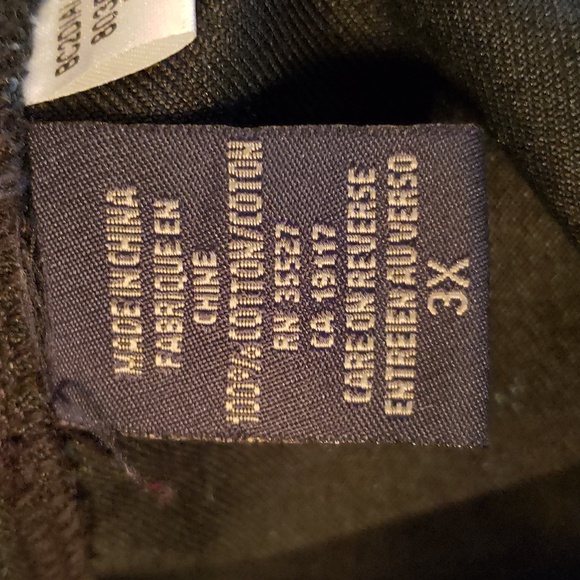 MADE IN CHINA
FABRIQUE EN
CHINE
100% COTTON/COTON
RN 35527
CA 19117
CARE ON REVERSE
ENTREIEN AU VERSO
3X